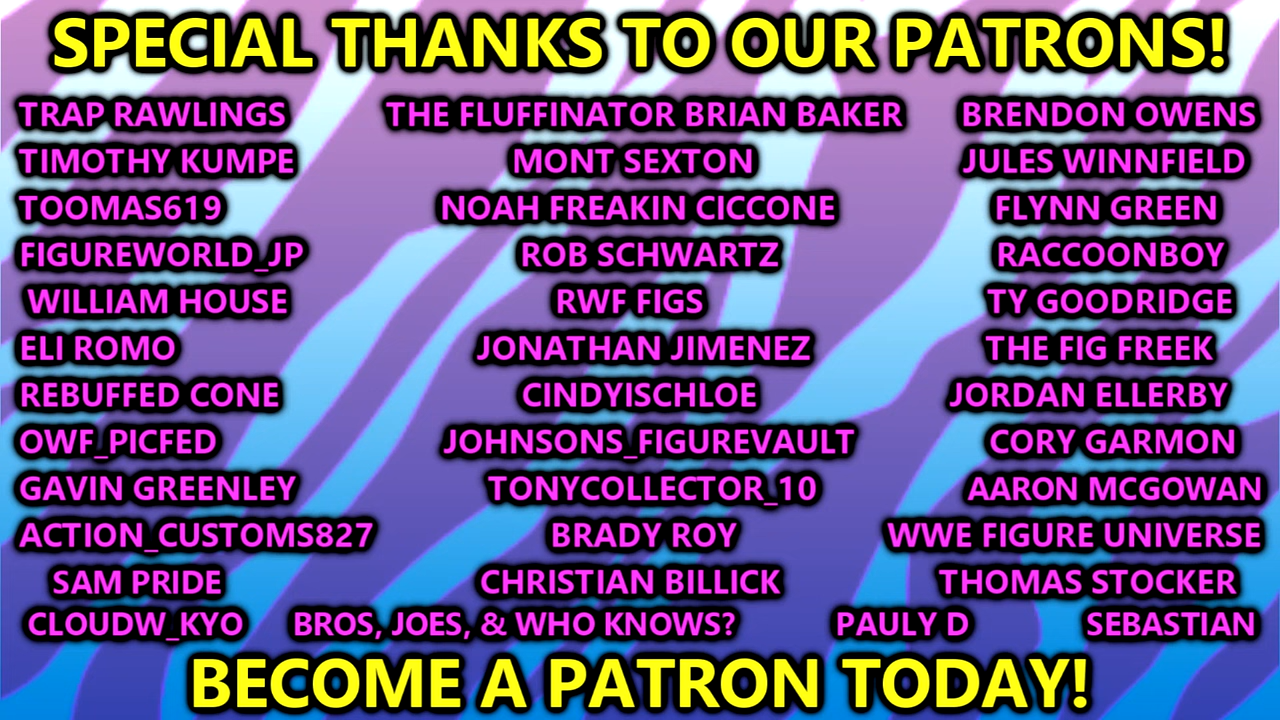 SPECIAL THANKS TO OUR PATRONS!
TRAP RAWLINGS THE FLUFFINATOR BRIAN BAKER BRENDON OWENS
TIMOTHY KUMPE MONT SEXTON JULES WINNFIELD
TOOMAS619 NOAH FREAKIN CICCONE FLYNN GREEN
FIGUREWORLD_JP ROB SCHWARTZ RACCOONBOY
WILLIAM HOUSE RWF FIGS TY GOODRIDGE
ELI ROMO JONATHAN JIMENEZ THE FIG FREEK
REBUFFED CONE CINDYISCHLOE JORDAN ELLERBY
OWF_PICFED JOHNSONS_FIGUREVAULT CORY GARMON
GAVIN GREENLEY TONYCOLLECTOR_10 AARON MCGOWAN
ACTION_CUSTOMS827 BRADY ROY WWE FIGURE UNIVERSE
SAM PRIDE CHRISTIAN BILLICK THOMAS STOCKER
CLOUDW_KYO BROS, JOES, & WHO KNOWS? PAULY D SEBASTIAN
BECOME A PATRON TODAY!